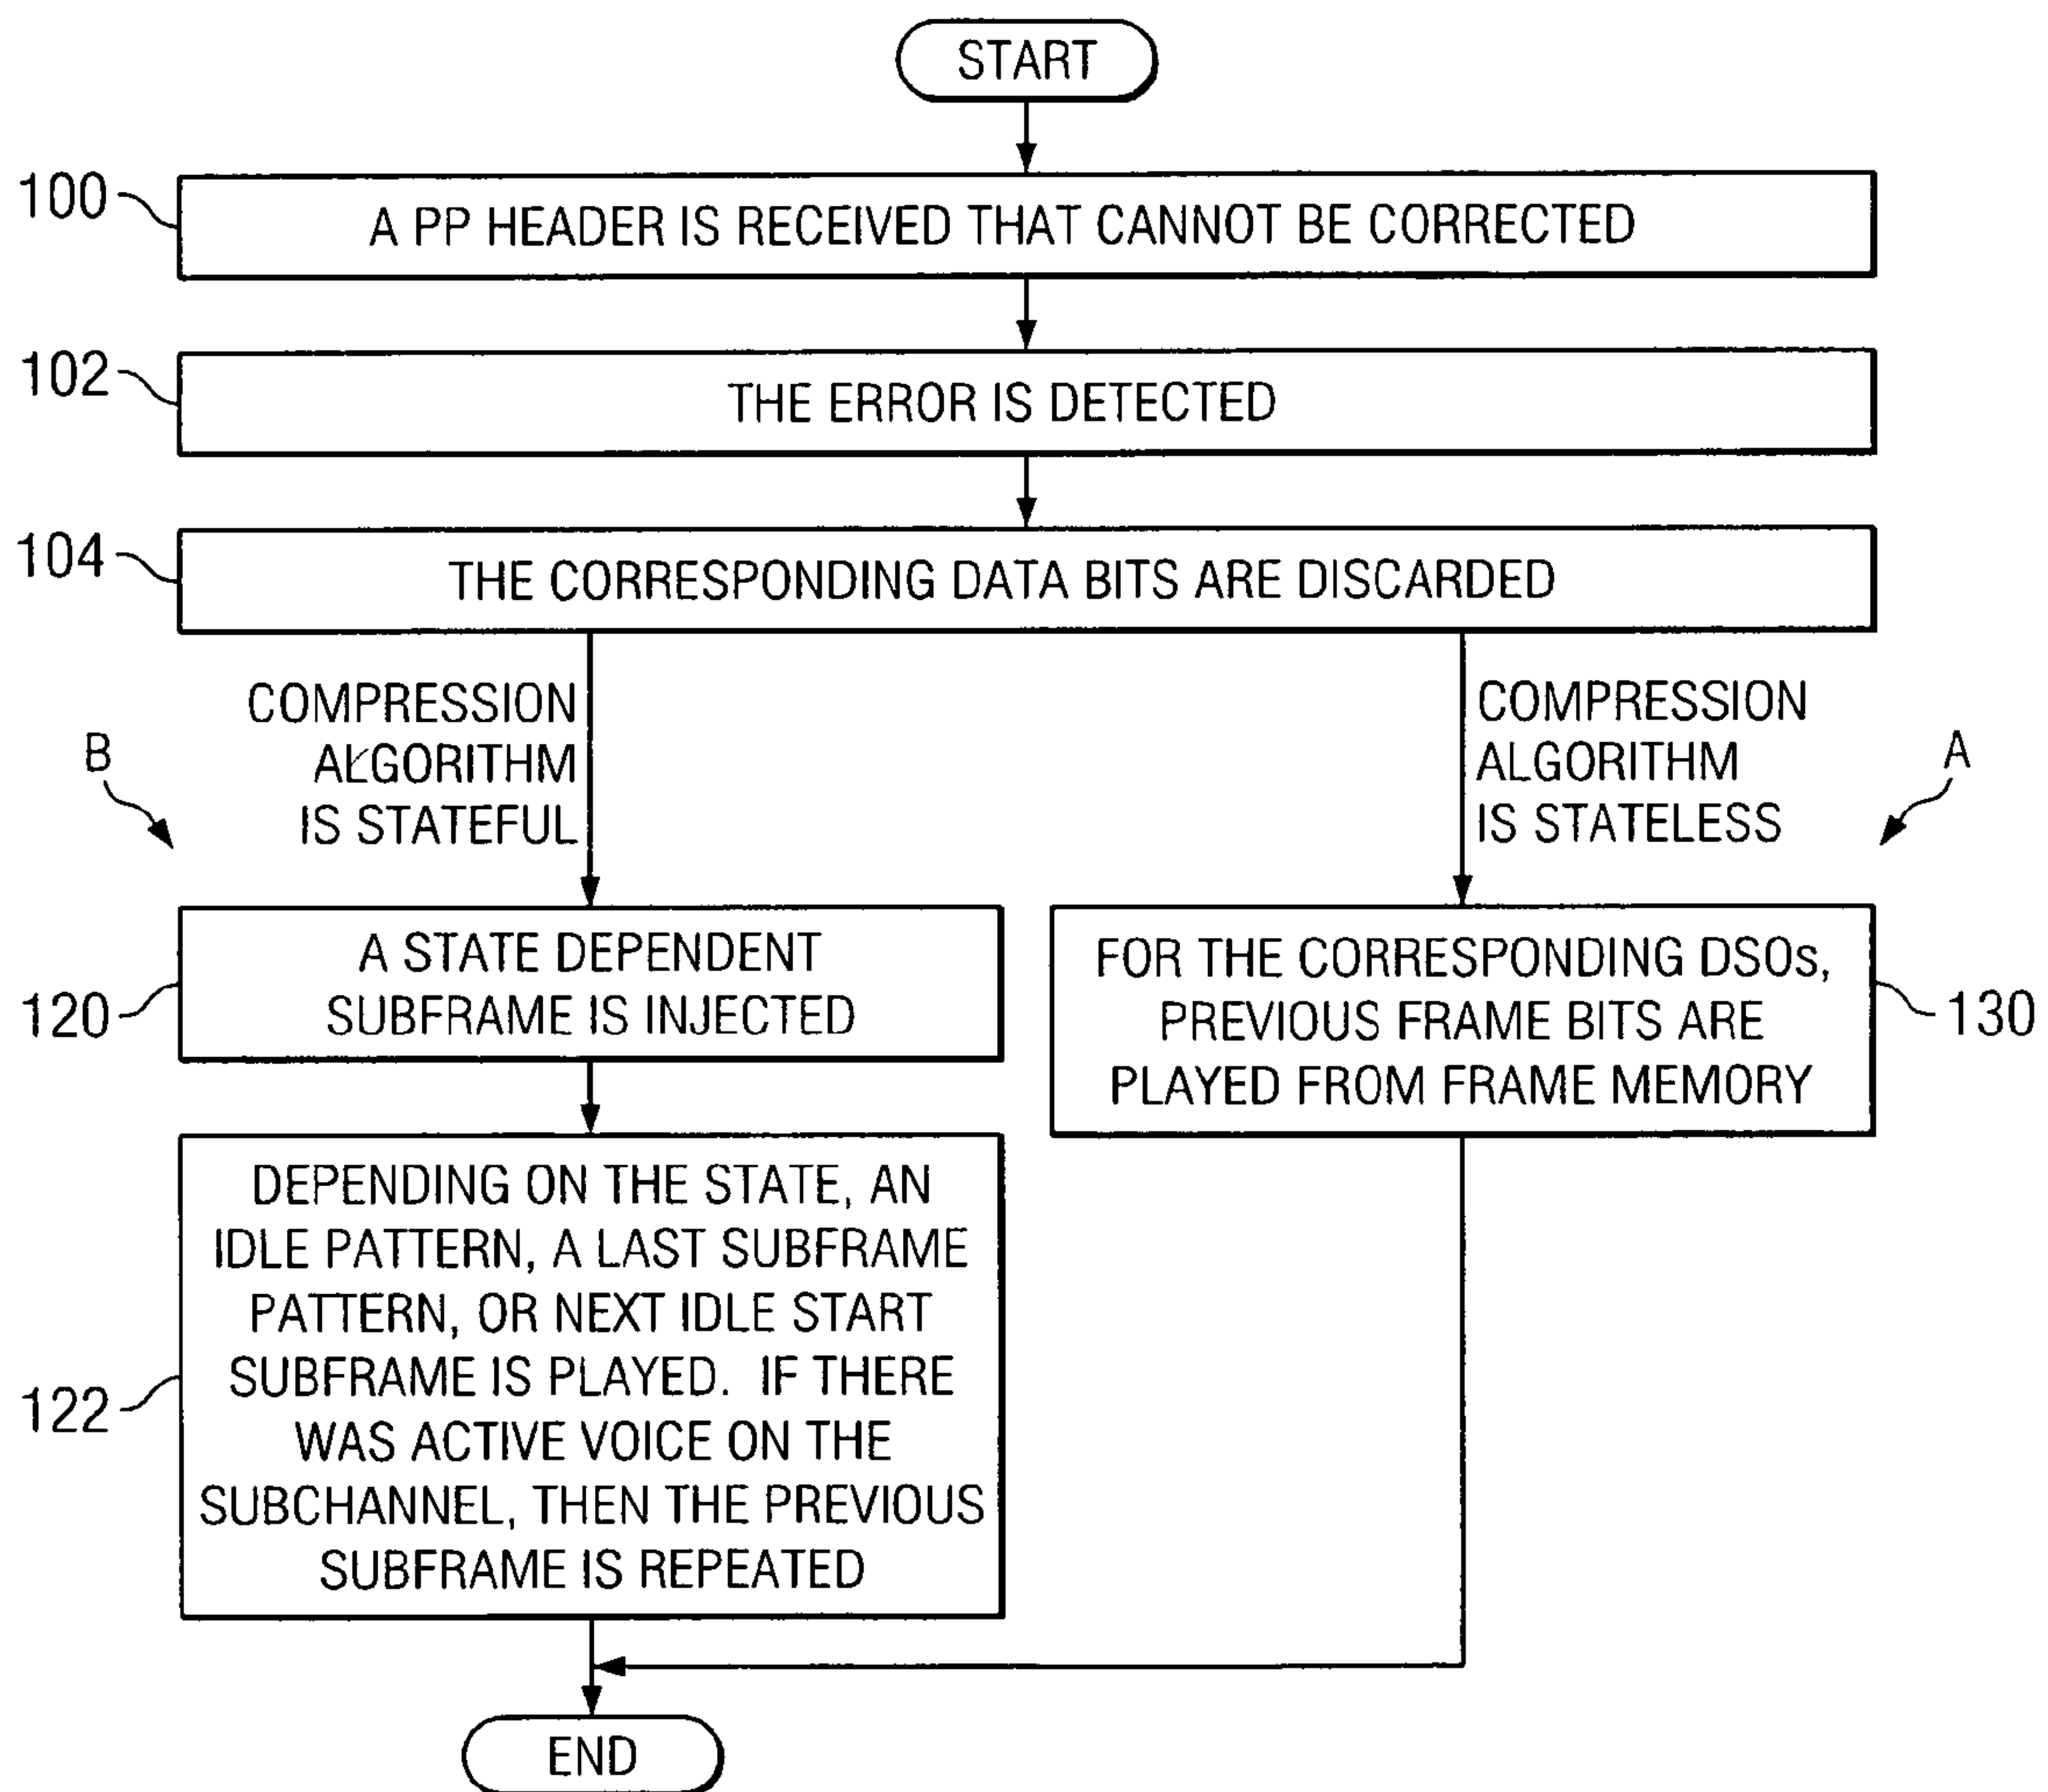 START
100
A PP HEADER IS RECEIVED THAT CANNOT BE CORRECTED
102
THE ERROR IS DETECTED
104
THE CORRESPONDING DATA BITS ARE DISCARDED
B
COMPRESSION
ALGORITHM
IS STATEFUL
COMPRESSION
ALGORITHM
IS STATELESS
A
120
A STATE DEPENDENT
SUBFRAME IS INJECTED
FOR THE CORRESPONDING DSOs,
PREVIOUS FRAME BITS ARE
PLAYED FROM FRAME MEMORY
130
122
DEPENDING ON THE STATE, AN
IDLE PATTERN, A LAST SUBFRAME
PATTERN, OR NEXT IDLE START
SUBFRAME IS PLAYED. IF THERE
WAS ACTIVE VOICE ON THE
SUBCHANNEL, THEN THE PREVIOUS
SUBFRAME IS REPEATED
END